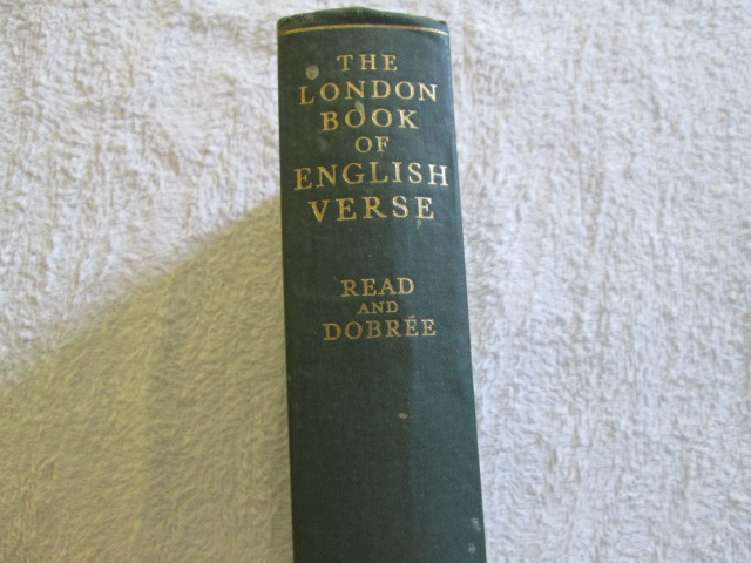 THE
LONDON
BOOK
OF
ENGLISH
VERSE
READ
AND
DOBRÉE